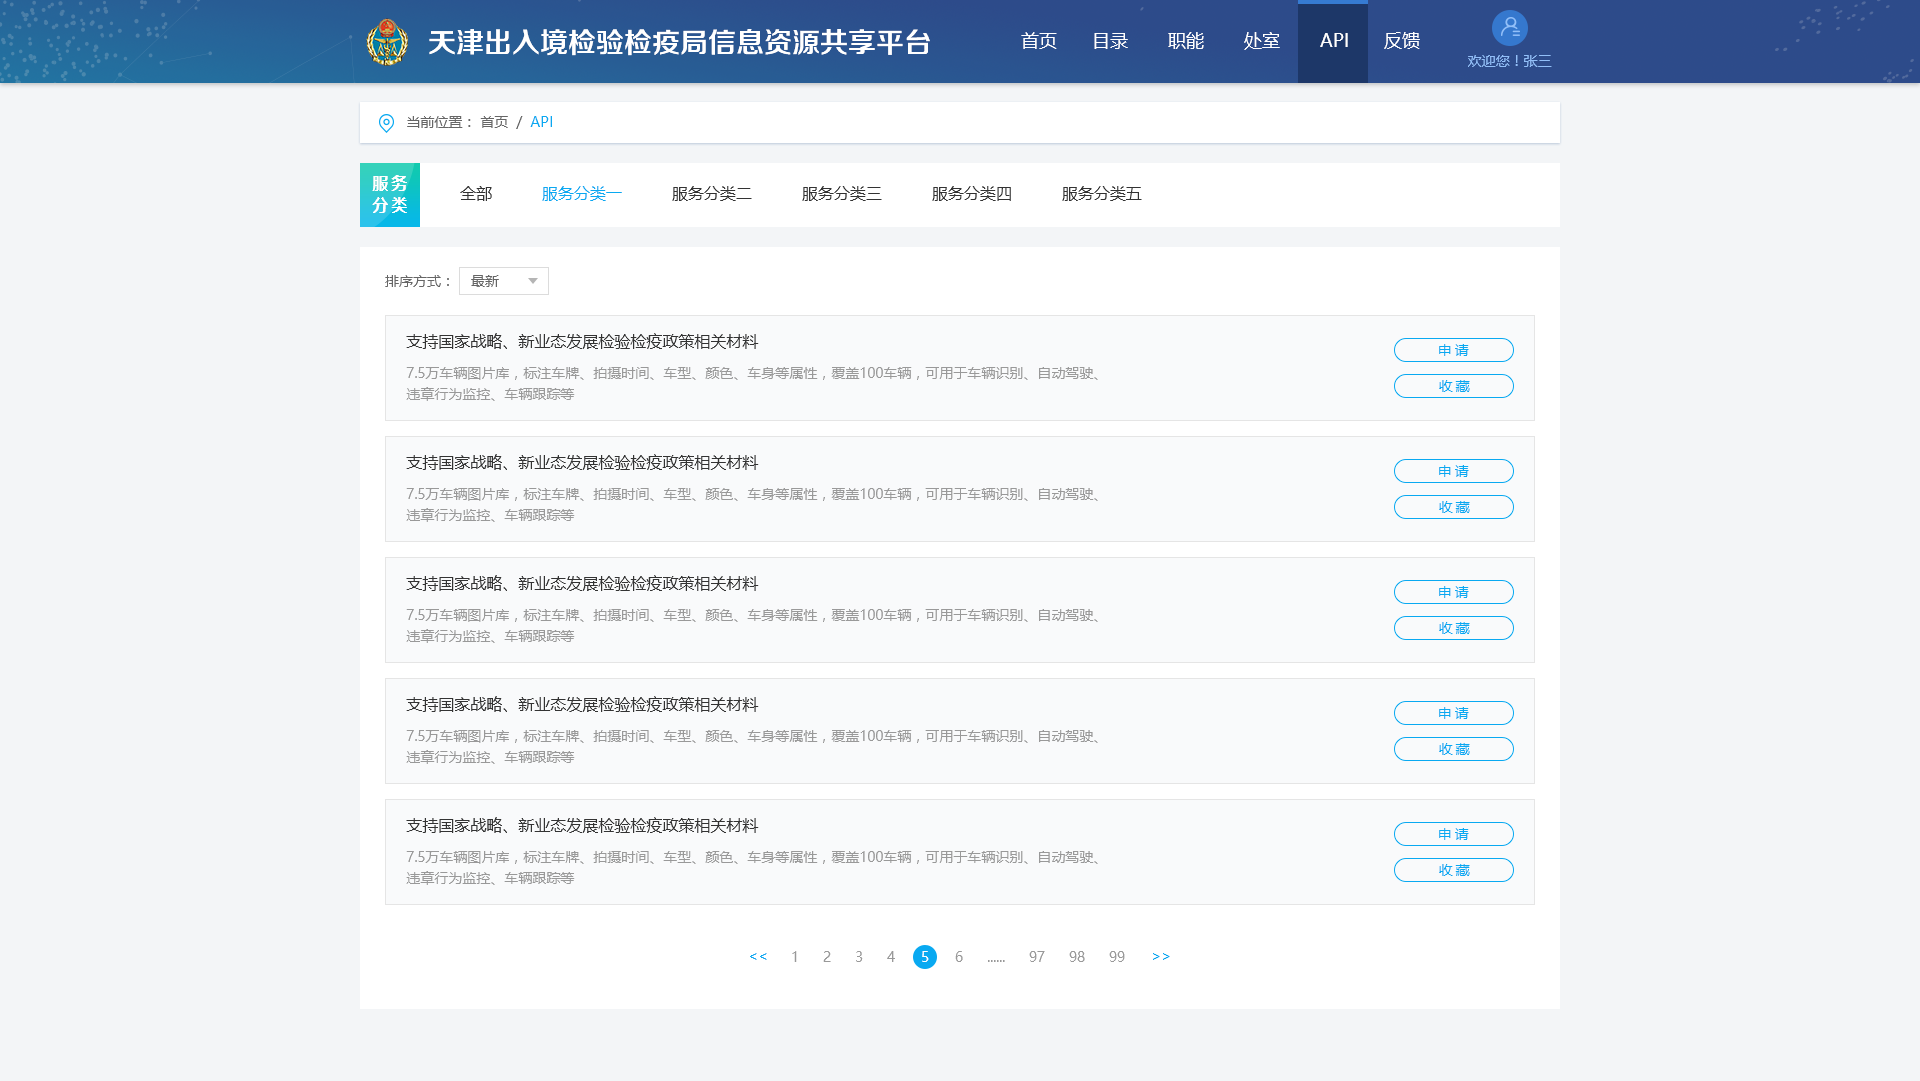 天津出入境检验检疫局信息资源共享平台
首页 目录 职能 处室 API 反馈
欢迎您！张三
当前位置： 首页 / API
服务
分类
全部 服务分类一 服务分类二 服务分类三 服务分类四 服务分类五
排序方式： 最新
支持国家战略、新业态发展检验检疫政策相关材料
7.5万车辆图片库，标注车牌、拍摄时间、车型、颜色、车身等属性，覆盖100车辆，可用于车辆识别、自动驾驶、
违章行为监控、车辆跟踪等
申请
收藏
支持国家战略、新业态发展检验检疫政策相关材料
7.5万车辆图片库，标注车牌、拍摄时间、车型、颜色、车身等属性，覆盖100车辆，可用于车辆识别、自动驾驶、
违章行为监控、车辆跟踪等
申请
收藏
支持国家战略、新业态发展检验检疫政策相关材料
7.5万车辆图片库，标注车牌、拍摄时间、车型、颜色、车身等属性，覆盖100车辆，可用于车辆识别、自动驾驶、
违章行为监控、车辆跟踪等
申请
收藏
支持国家战略、新业态发展检验检疫政策相关材料
7.5万车辆图片库，标注车牌、拍摄时间、车型、颜色、车身等属性，覆盖100车辆，可用于车辆识别、自动驾驶、
违章行为监控、车辆跟踪等
申请
收藏
支持国家战略、新业态发展检验检疫政策相关材料
7.5万车辆图片库，标注车牌、拍摄时间、车型、颜色、车身等属性，覆盖100车辆，可用于车辆识别、自动驾驶、
违章行为监控、车辆跟踪等
申请
收藏
<< 1 2 3 4 5 6 ...... 97 98 99 >>